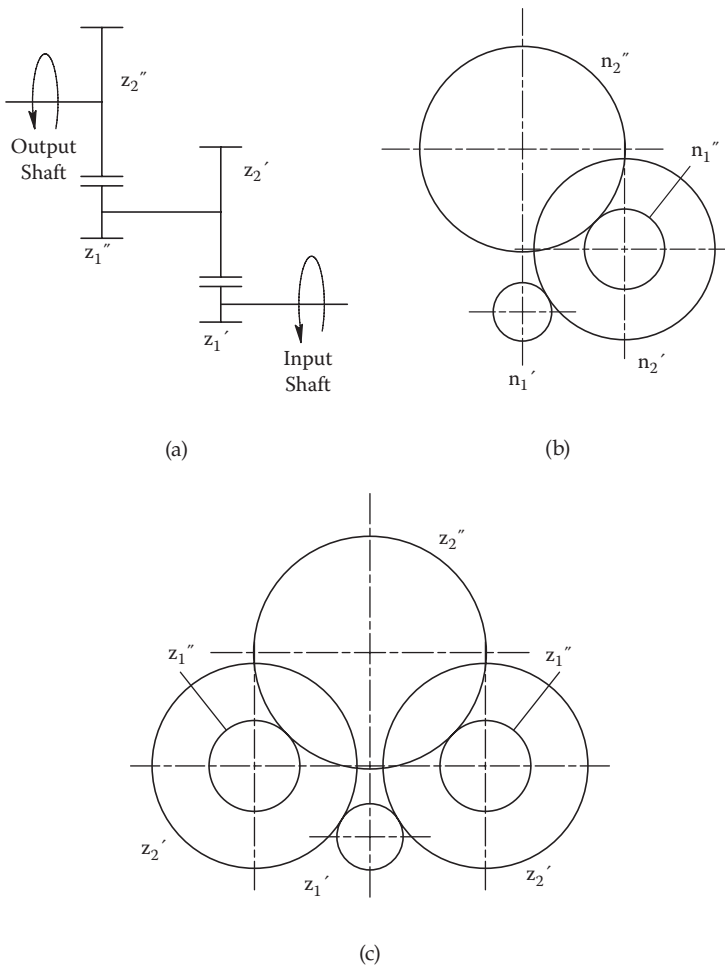 z₂″
Output
Shaft
z₂′
z₁″
z₁′
Input
Shaft
(a)
n₂″
n₁″
n₂′
n₁′
(b)
z₂″
z₁″
z₁″
z₂′
z₁′
z₂′
(c)